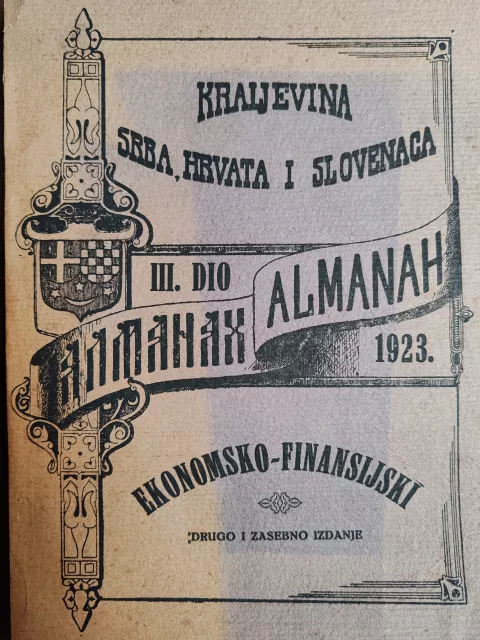 KRALJEVINA
SRBA, HRVATA I SLOVENACA
III. DIO
АЛМАНАХ
ALMANAH
1923.
EKONOMSKO-FINANSIJSKI
DRUGO I ZASEBNO IZDANJE